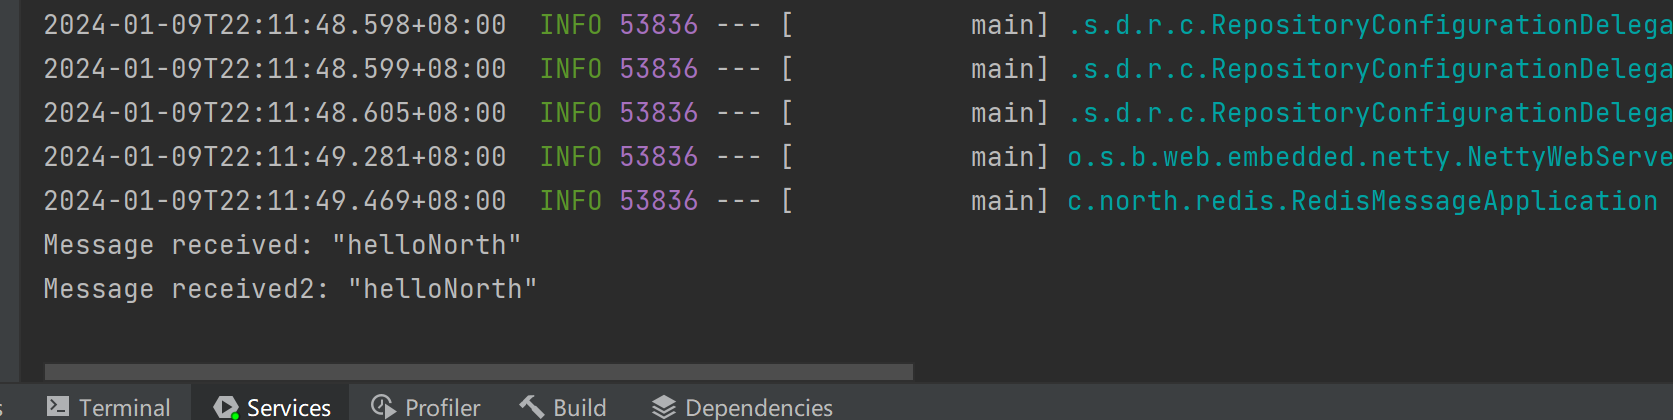 2024-01-09T22:11:48.598+08:00  INFO 53836 --- [           main] .s.d.r.c.RepositoryConfigurationDelega
2024-01-09T22:11:48.599+08:00  INFO 53836 --- [           main] .s.d.r.c.RepositoryConfigurationDelega
2024-01-09T22:11:48.605+08:00  INFO 53836 --- [           main] .s.d.r.c.RepositoryConfigurationDelega
2024-01-09T22:11:49.281+08:00  INFO 53836 --- [           main] o.s.b.web.embedded.netty.NettyWebServe
2024-01-09T22:11:49.469+08:00  INFO 53836 --- [           main] c.north.redis.RedisMessageApplication
Message received: "helloNorth"
Message received2: "helloNorth"
s Terminal Services Profiler Build Dependencies